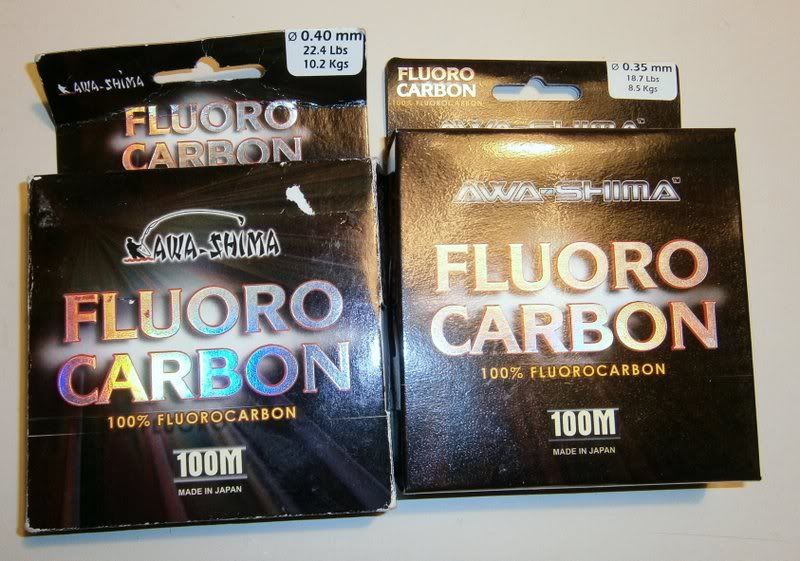 AWA-SHIMA
Ø 0.40 mm
22.4 Lbs
10.2 Kgs
FLUORO
CARBON
AWA-SHIMA
FLUORO
CARBON
100% FLUOROCARBON
100M
MADE IN JAPAN
FLUORO
CARBON
100% FLUOROCARBON
Ø 0.35 mm
18.7 Lbs
8.5 Kgs
AWA-SHIMA
AWA-SHIMA™
FLUORO
CARBON
100% FLUOROCARBON
100M
MADE IN JAPAN